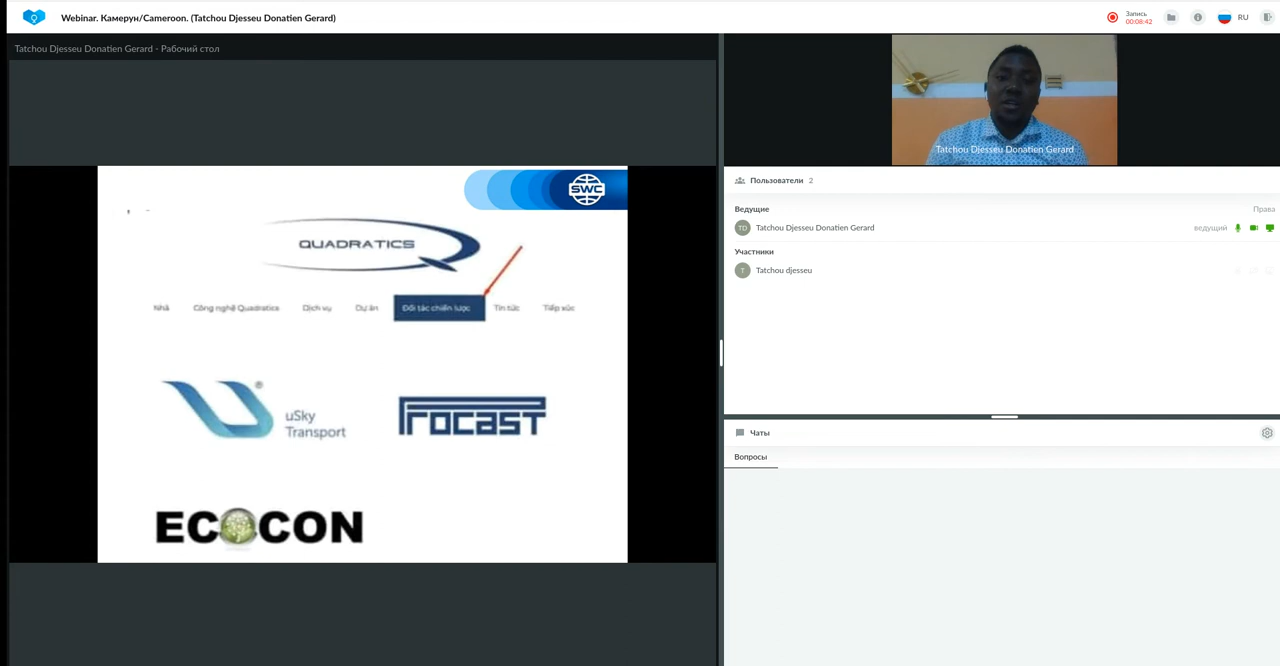 Webinar. Камерун/Cameroon. (Tatchou Djesseu Donatien Gerard)
Запись
00:08:42
RU
Tatchou Djesseu Donatien Gerard - Рабочий стол
SWC
QUADRATICS
Nhà Công nghệ Quadratics Dịch vụ Dự án Đối tác chiến lược Tin tức Tiếp xúc
uSky
Transport
PROCAST
ECOCON
Tatchou Djesseu Donatien Gerard
Пользователи 2
Ведущие Права
TD Tatchou Djesseu Donatien Gerard ведущий
Участники
T Tatchou djesseu
Чаты
Вопросы